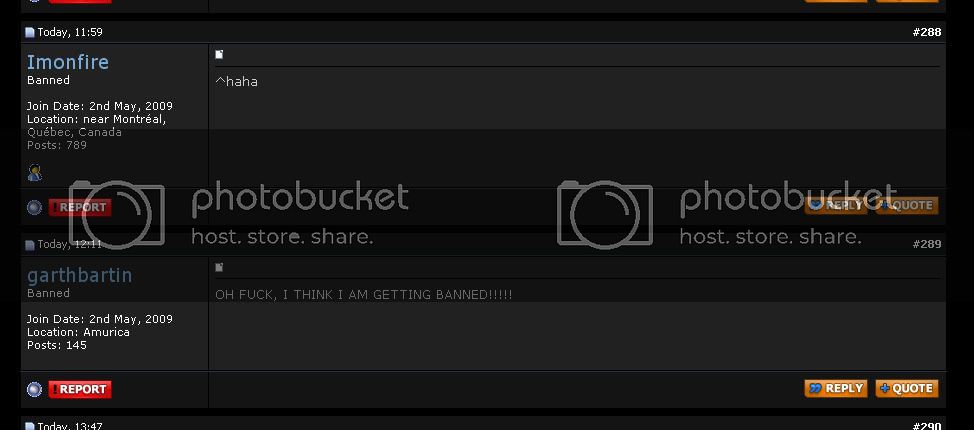 Today, 11:59 #288
Imonfire
Banned
Join Date: 2nd May, 2009
Location: near Montréal,
Québec, Canada
Posts: 789
^haha
REPORT
REPLY QUOTE
photobucket photobucket
host. store. share. host. store. share.
Today, 12:11 #289
garthbartin
Banned
Join Date: 2nd May, 2009
Location: Amurica
Posts: 145
OH FUCK, I THINK I AM GETTING BANNED!!!!!
! REPORT
REPLY QUOTE
Today, 13:47 #290